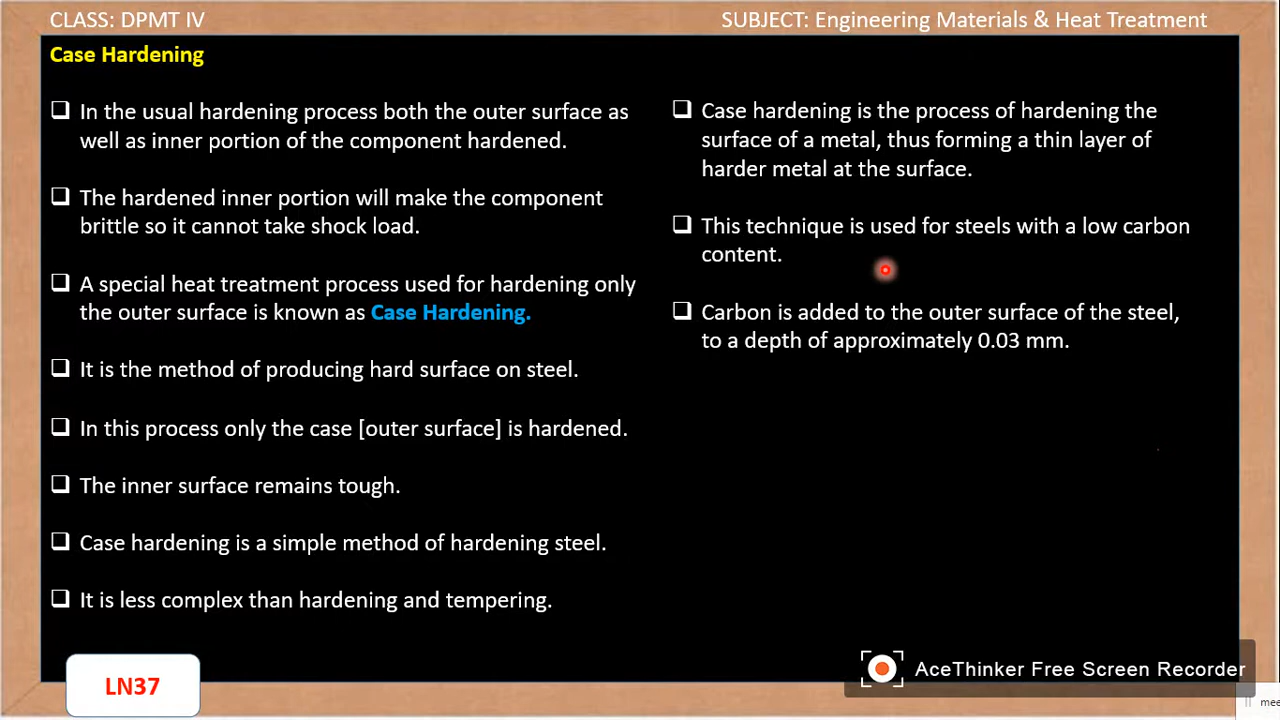 CLASS: DPMT IV
SUBJECT: Engineering Materials & Heat Treatment
Case Hardening
❑ In the usual hardening process both the outer surface as
well as inner portion of the component hardened.
❑ The hardened inner portion will make the component
brittle so it cannot take shock load.
❑ A special heat treatment process used for hardening only
the outer surface is known as Case Hardening.
❑ It is the method of producing hard surface on steel.
❑ In this process only the case [outer surface] is hardened.
❑ The inner surface remains tough.
❑ Case hardening is a simple method of hardening steel.
❑ It is less complex than hardening and tempering.
❑ Case hardening is the process of hardening the
surface of a metal, thus forming a thin layer of
harder metal at the surface.
❑ This technique is used for steels with a low carbon
content.
❑ Carbon is added to the outer surface of the steel,
to a depth of approximately 0.03 mm.
LN37
AceThinker Free Screen Recorder